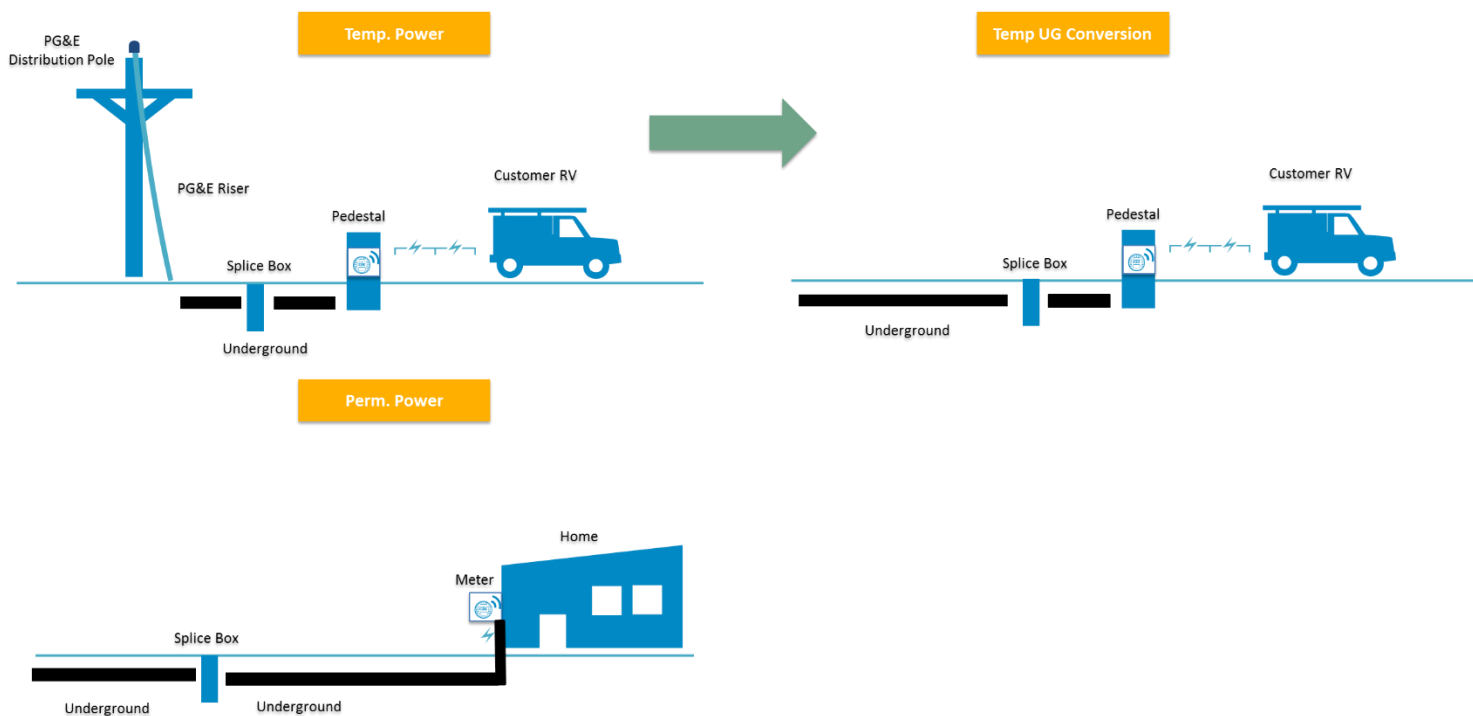 Temp. Power
PG&E
Distribution Pole
PG&E Riser
Customer RV
Pedestal
Splice Box
Underground
Temp UG Conversion
Customer RV
Pedestal
Splice Box
Underground
Perm. Power
Home
Meter
Splice Box
Underground
Underground